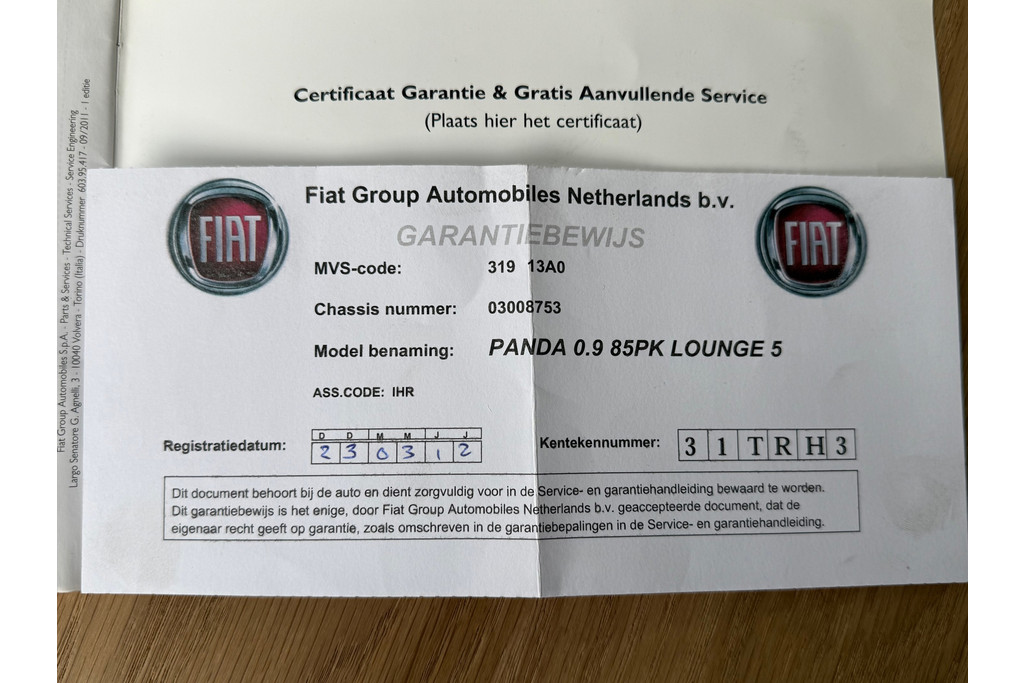 Certificaat Garantie & Gratis Aanvullende Service
(Plaats hier het certificaat)
Fiat Group Automobiles S.p.A. - Parts & Services - Technical Services - Service Engineering
Largo Senatore G. Agnelli, 3 - 10040 Volvera - Torino (Italia) - Druknummer 603.95.417 - 09/2011 - 1 editie
FIAT
Fiat Group Automobiles Netherlands b.v.
FIAT
GARANTIEBEWIJS
MVS-code: 319 13A0
Chassis nummer: 03008753
Model benaming: PANDA 0.9 85PK LOUNGE 5
ASS.CODE: IHR
D D M M J J
Registratiedatum: 2 3 0 3 1 2
Kentekennummer: 3 1 T R H 3
Dit document behoort bij de auto en dient zorgvuldig voor in de Service- en garantiehandleiding bewaard te worden.
Dit garantiebewijs is het enige, door Fiat Group Automobiles Netherlands b.v. geaccepteerde document, dat de
eigenaar recht geeft op garantie, zoals omschreven in de garantiebepalingen in de Service- en garantiehandleiding.